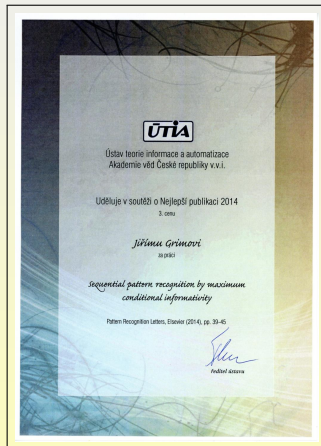 ÚTIA
Ústav teorie informace a automatizace
Akademie věd České republiky v.v.i.
Uděluje v soutěži o Nejlepší publikaci 2014
3. cenu
Jiřímu Grimovi
za práci
Sequential pattern recognition by maximum
conditional informativity
Pattern Recognition Letters, Elsevier (2014), pp. 39–45
ředitel ústavu